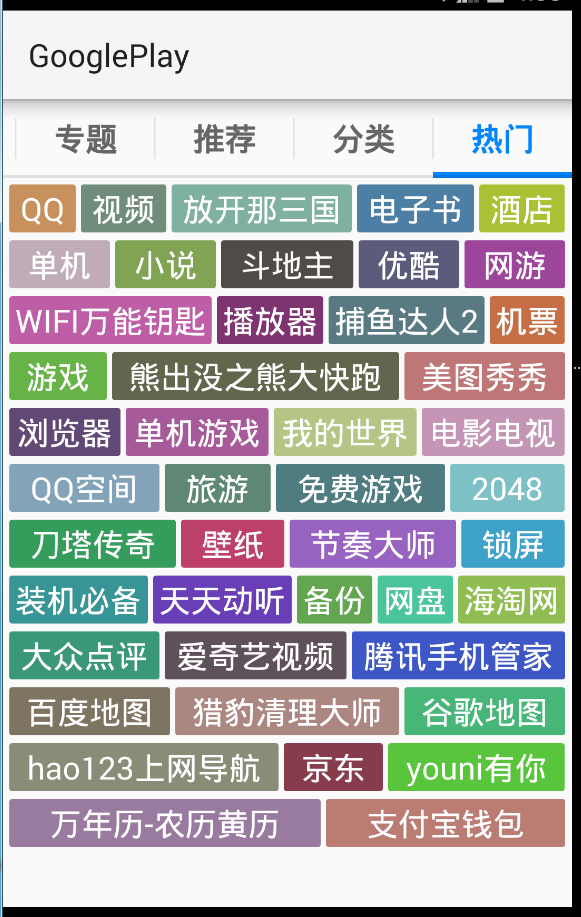 GooglePlay
专题 推荐 分类 热门
QQ 视频 放开那三国 电子书 酒店
单机 小说 斗地主 优酷 网游
WIFI万能钥匙 播放器 捕鱼达人2 机票
游戏 熊出没之熊大快跑 美图秀秀
浏览器 单机游戏 我的世界 电影电视
QQ空间 旅游 免费游戏 2048
刀塔传奇 壁纸 节奏大师 锁屏
装机必备 天天动听 备份 网盘 海淘网
大众点评 爱奇艺视频 腾讯手机管家
百度地图 猎豹清理大师 谷歌地图
hao123上网导航 京东 youni有你
万年历-农历黄历 支付宝钱包